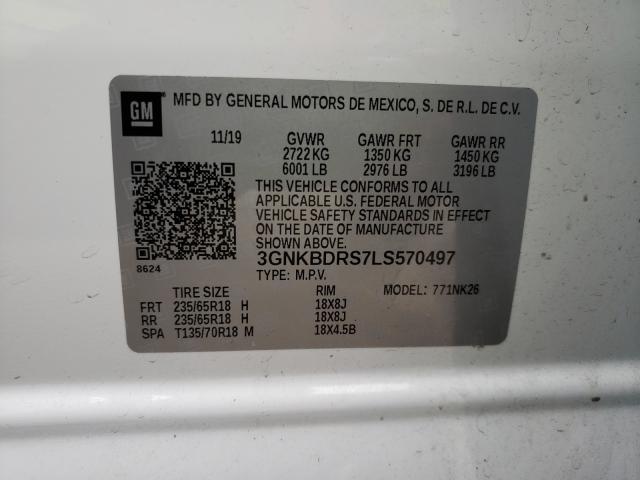 GM MFD BY GENERAL MOTORS DE MEXICO, S. DE R.L. DE C.V.
11/19 GVWR GAWR FRT GAWR RR
2722 KG 1350 KG 1450 KG
6001 LB 2976 LB 3196 LB
THIS VEHICLE CONFORMS TO ALL
APPLICABLE U.S. FEDERAL MOTOR
VEHICLE SAFETY STANDARDS IN EFFECT
ON THE DATE OF MANUFACTURE
SHOWN ABOVE.
8624 3GNKBDRS7LS570497
TYPE: M.P.V.
TIRE SIZE RIM MODEL: 771NK26
FRT 235/65R18 H 18X8J
RR 235/65R18 H 18X8J
SPA T135/70R18 M 18X4.5B